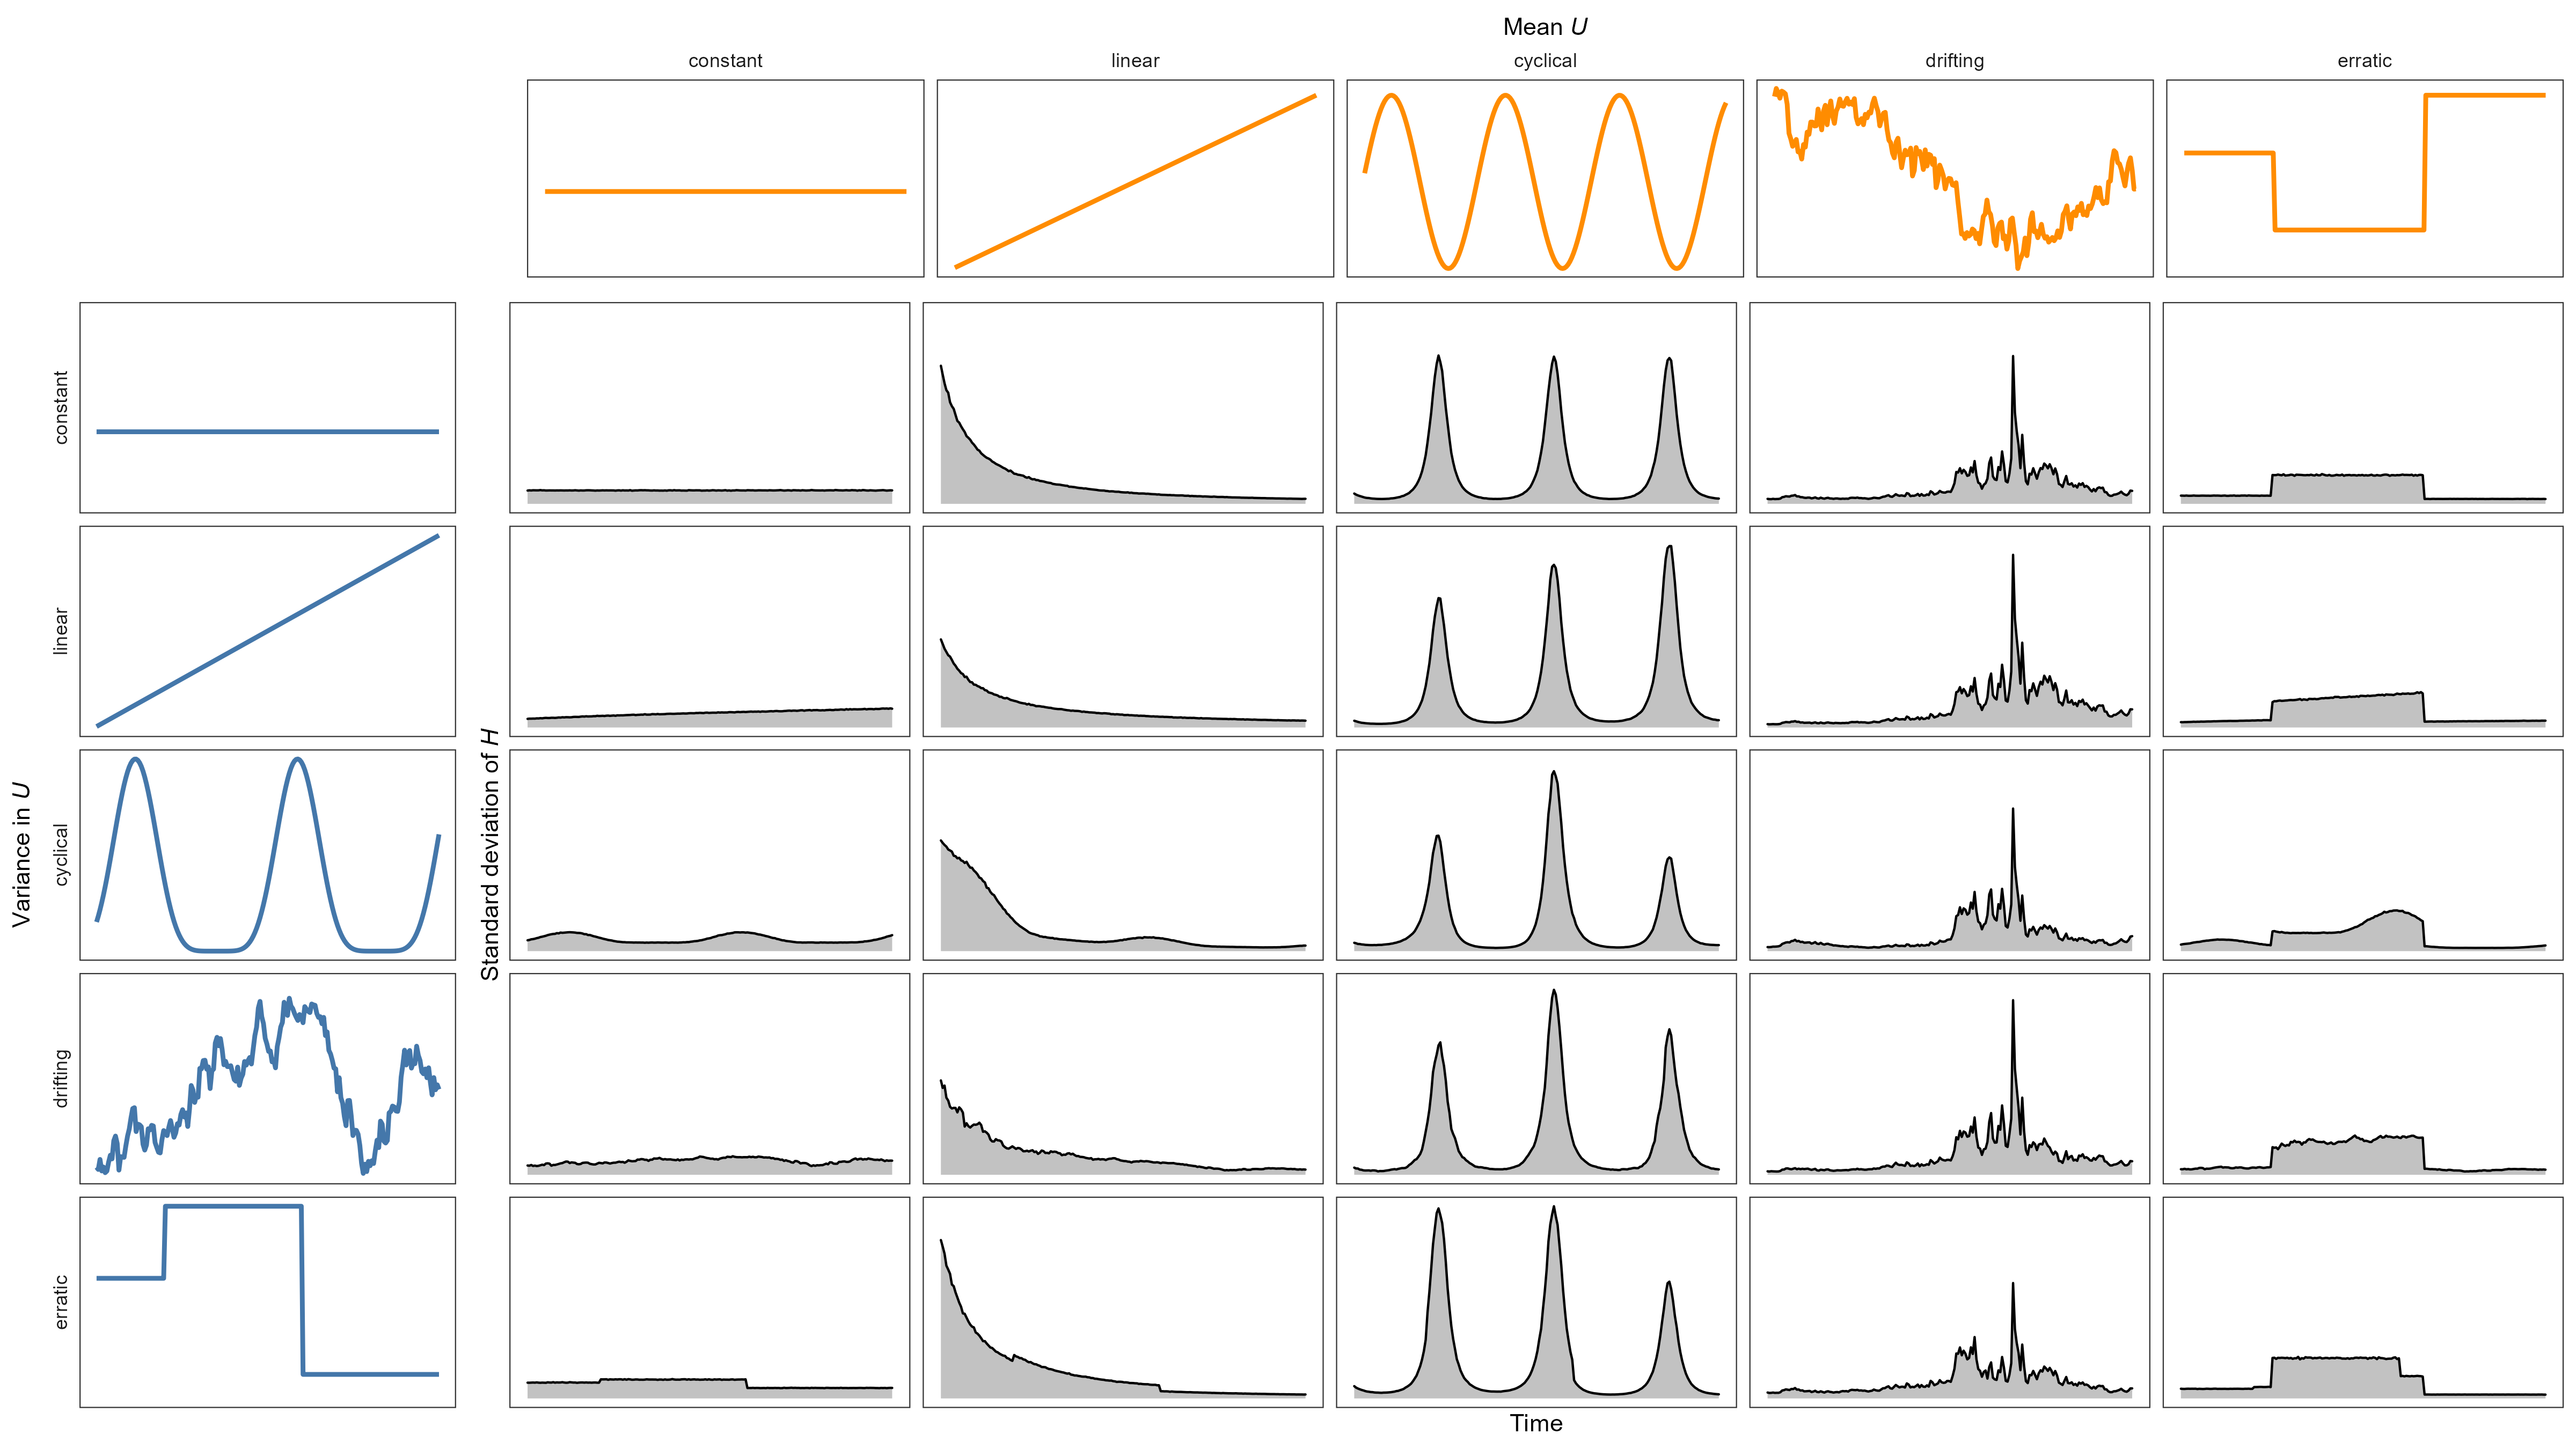 Mean U
constant
linear
cyclical
drifting
erratic
Variance in U
constant
linear
cyclical
drifting
erratic
Standard deviation of H
Time